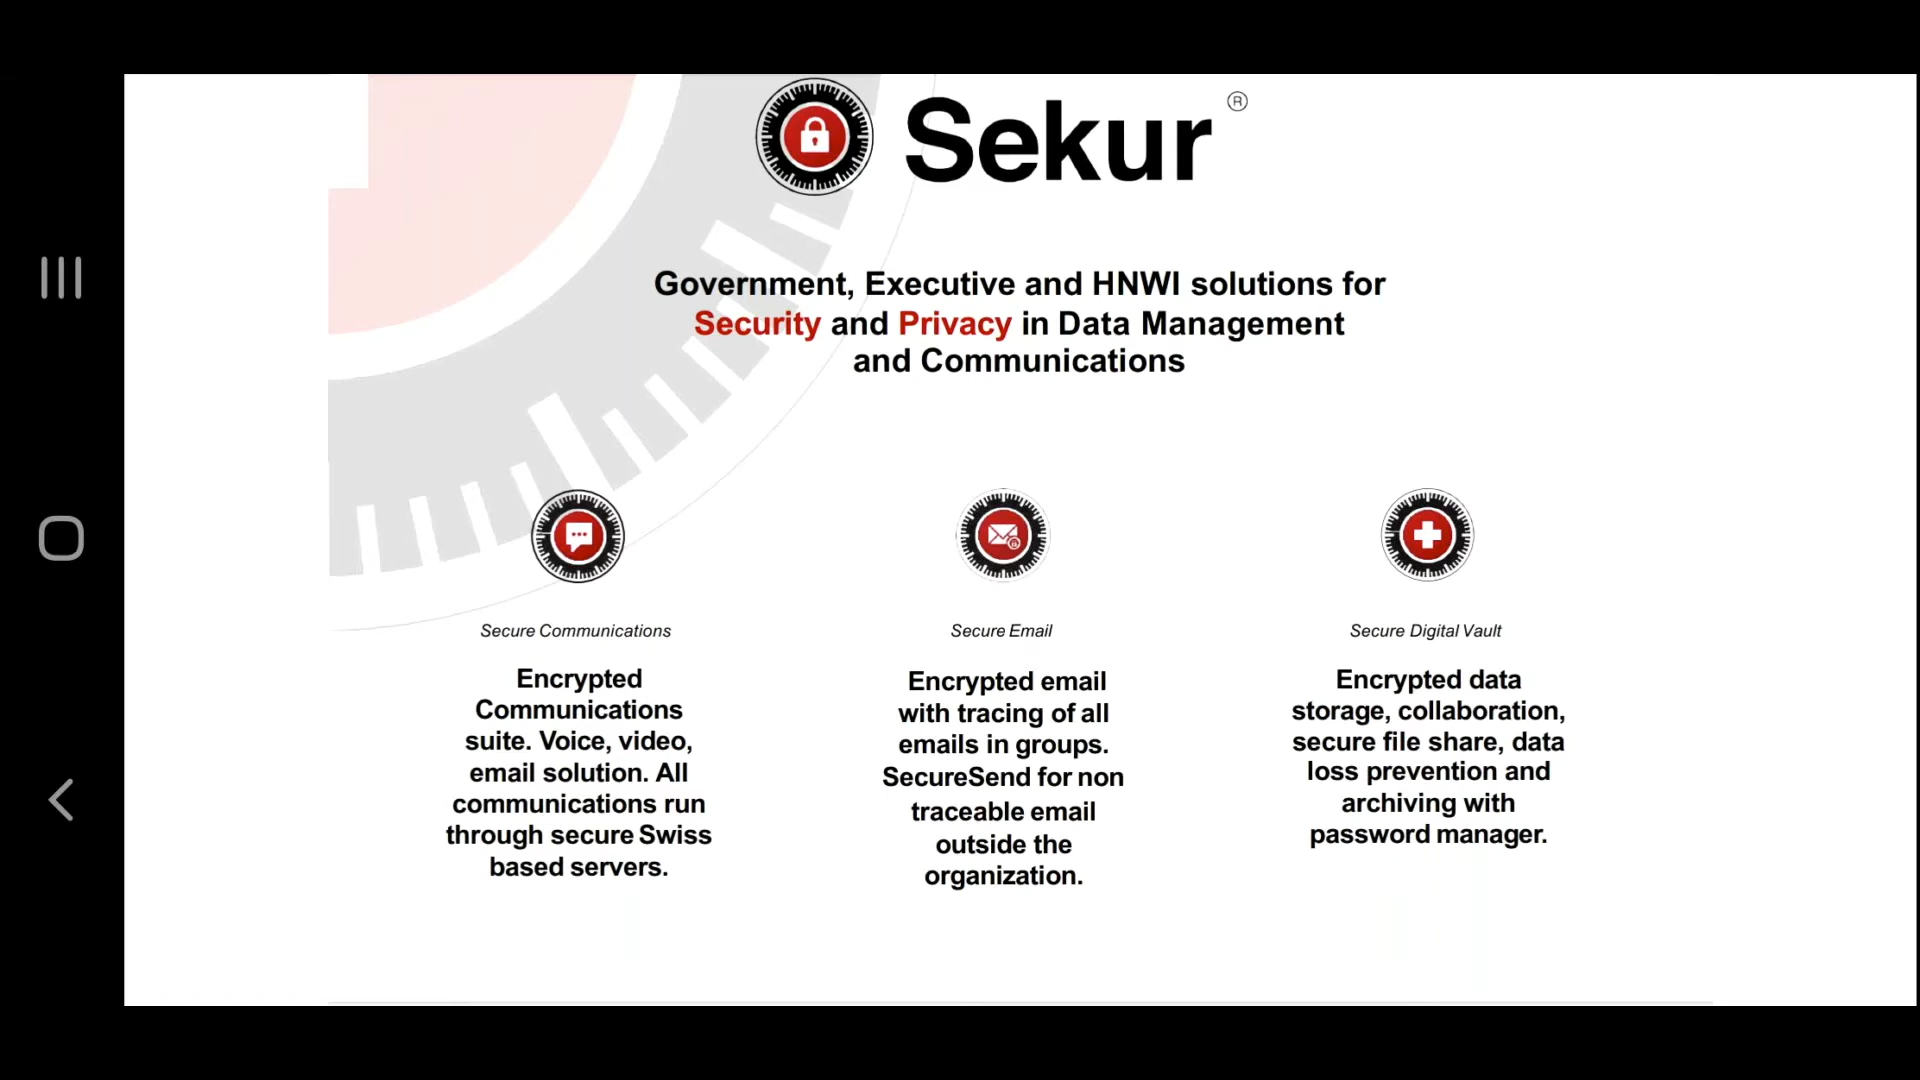 Sekur ®
Government, Executive and HNWI solutions for
Security and Privacy in Data Management
and Communications
Secure Communications
Encrypted
Communications
suite. Voice, video,
email solution. All
communications run
through secure Swiss
based servers.
Secure Email
Encrypted email
with tracing of all
emails in groups.
SecureSend for non
traceable email
outside the
organization.
Secure Digital Vault
Encrypted data
storage, collaboration,
secure file share, data
loss prevention and
archiving with
password manager.